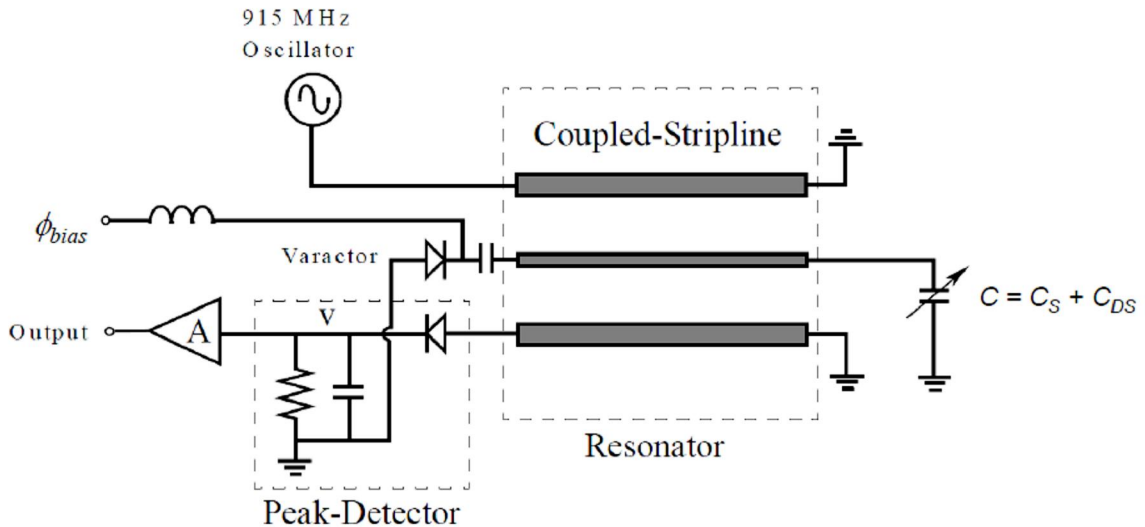 915 MHz
Oscillator
Coupled-Stripline
ϕbias
Varactor
C = CS + CDS
V
Output
A
Resonator
Peak-Detector